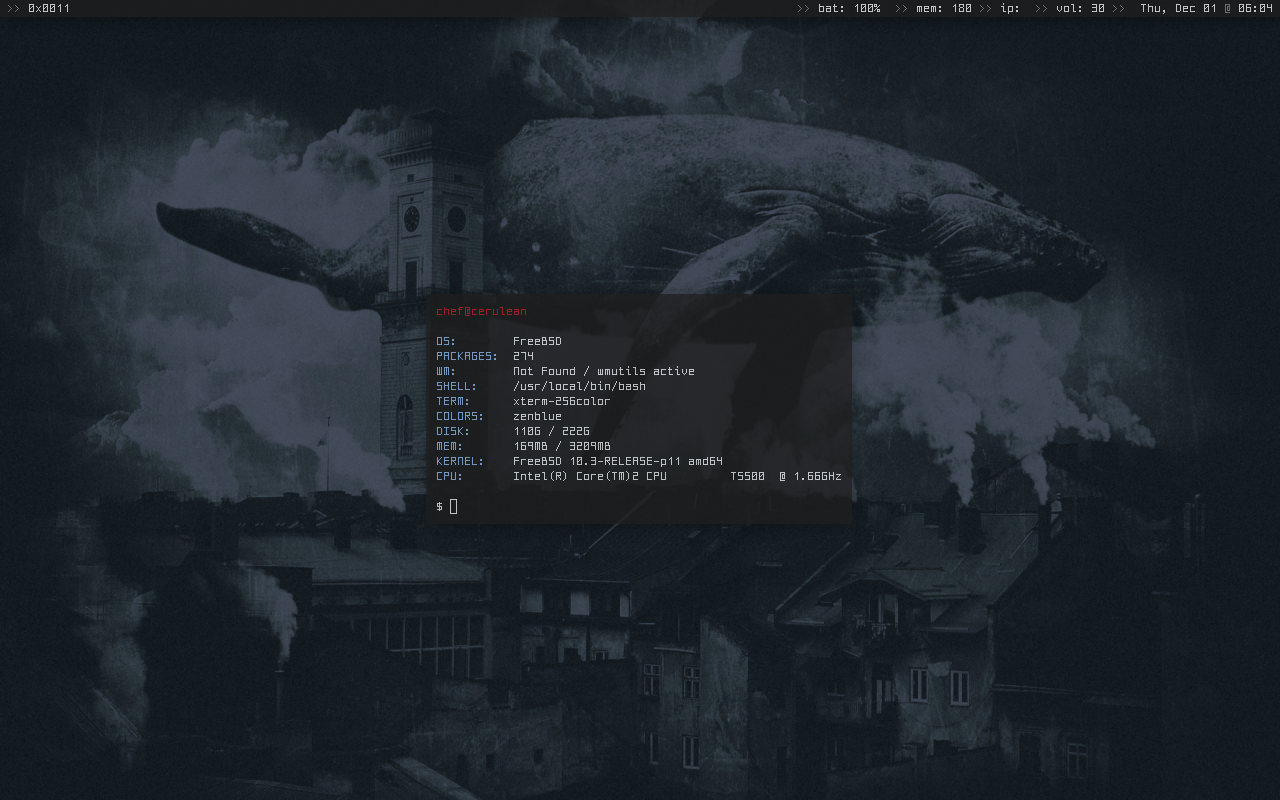 >> 0x0011 >> bat: 100% >> mem: 180 >> ip: >> vol: 30 >> Thu, Dec 01 @ 06:04
chef@cerulean
OS: FreeBSD
PACKAGES: 274
WM: Not Found / wmutils active
SHELL: /usr/local/bin/bash
TERM: xterm-256color
COLORS: zenblue
DISK: 110G / 222G
MEM: 169MB / 3209MB
KERNEL: FreeBSD 10.3-RELEASE-p11 amd64
CPU: Intel(R) Core(TM)2 CPU T5500 @ 1.66GHz
$